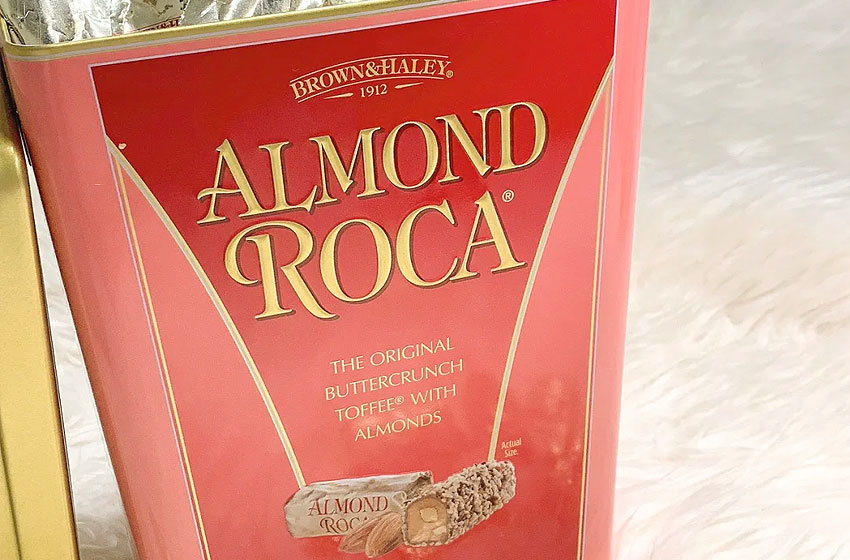 BROWN&HALEY®
1912
ALMOND
ROCA®
THE ORIGINAL
BUTTERCRUNCH
TOFFEE® WITH
ALMONDS
Actual
Size.
ALMOND
ROCA